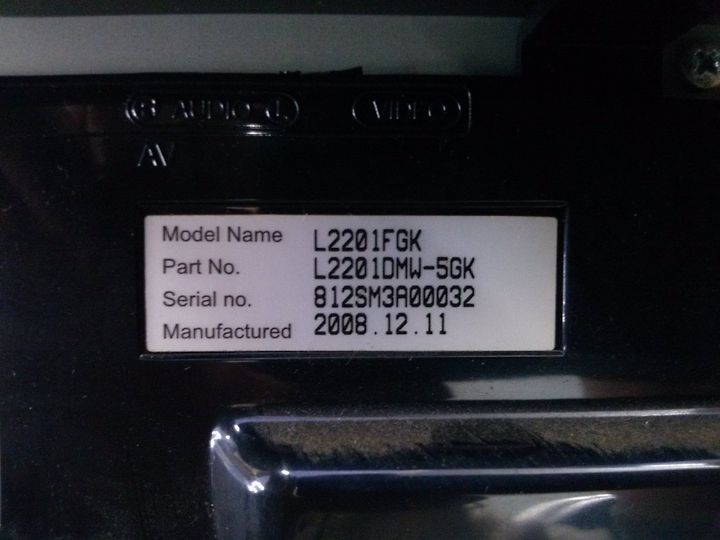 R AUDIO L VIDEO
AV
Model Name L2201FGK
Part No. L2201DMW-5GK
Serial no. 812SM3A00032
Manufactured 2008.12.11